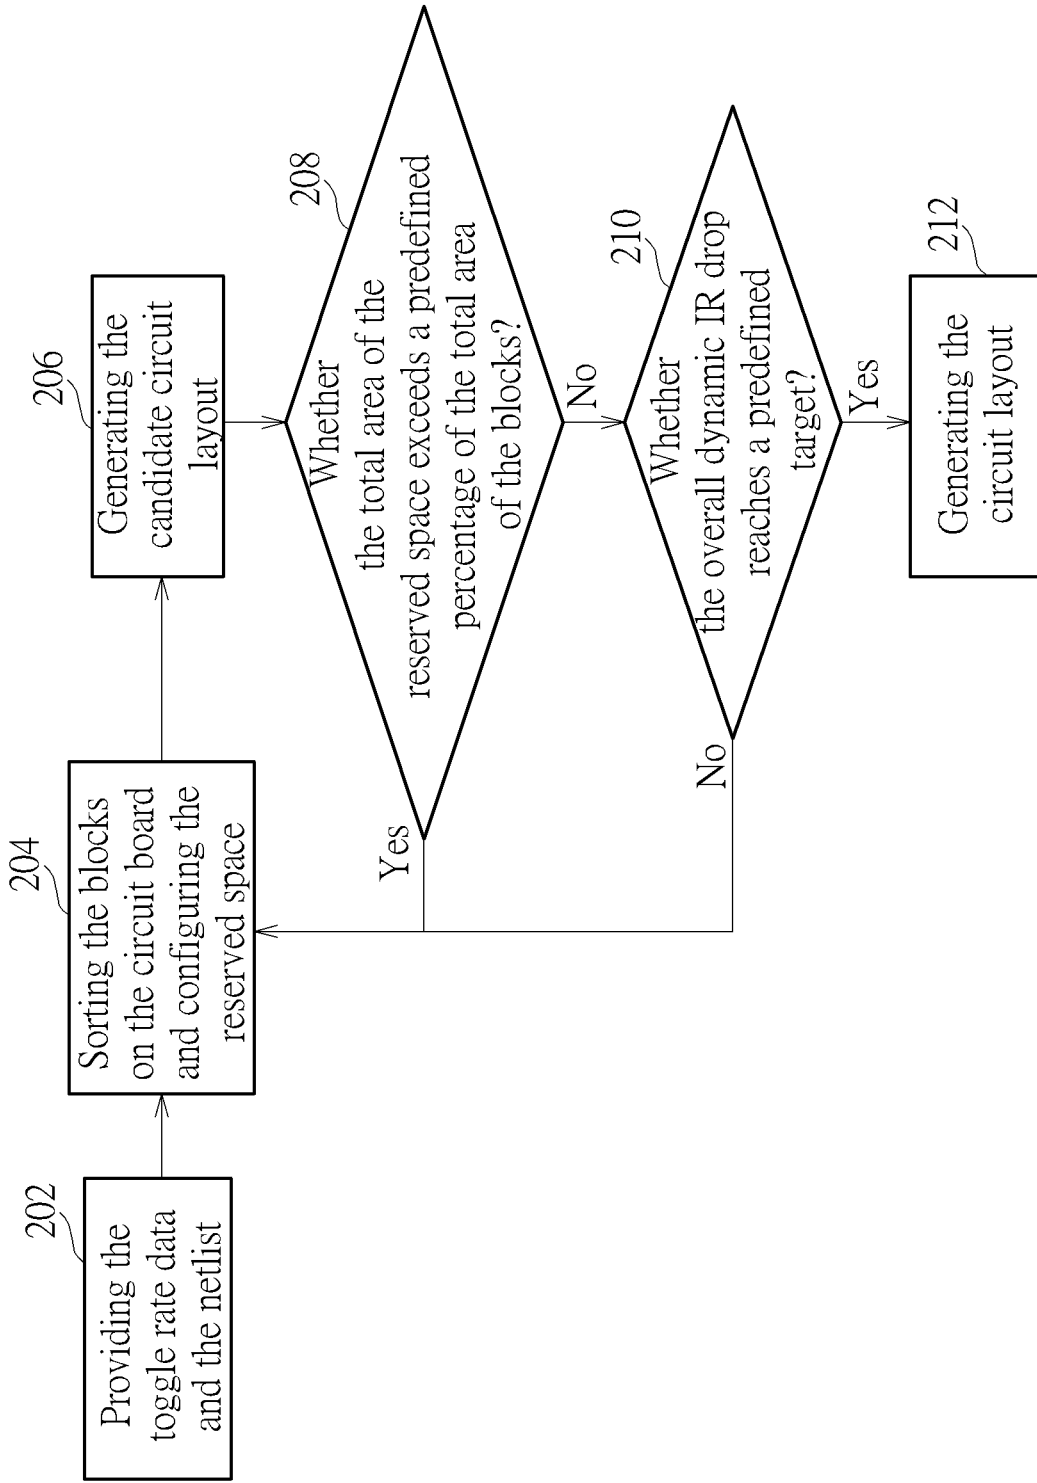 202
Providing the
toggle rate data
and the netlist
204
Sorting the blocks
on the circuit board
and configuring the
reserved space
206
Generating the
candidate circuit
layout
208
Whether
the total area of the
reserved space exceeds a predefined
percentage of the total area
of the blocks?
Yes
No
210
Whether
the overall dynamic IR drop
reaches a predefined
target?
No
Yes
212
Generating the
circuit layout